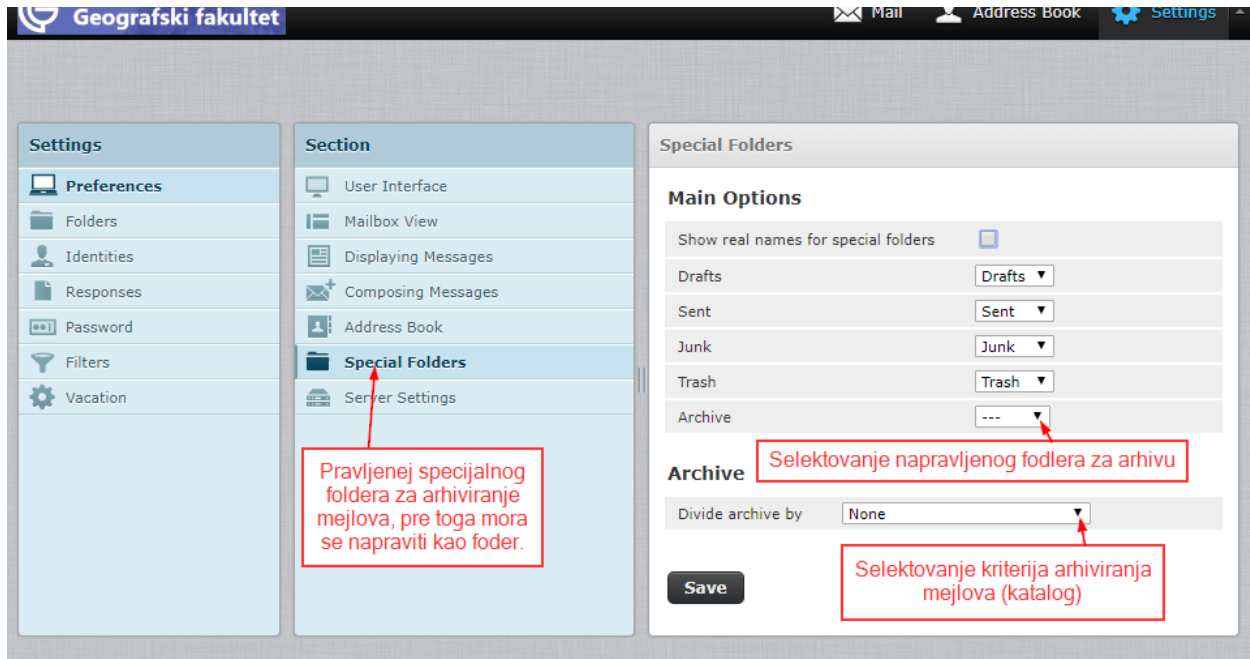 Geografski fakultet
Mail Address Book Settings
Settings
Preferences
Folders
Identities
Responses
Password
Filters
Vacation
Section
User Interface
Mailbox View
Displaying Messages
Composing Messages
Address Book
Special Folders
Server Settings
Pravljenej specijalnog
foldera za arhiviranje
mejlova, pre toga mora
se napraviti kao foder.
Special Folders
Main Options
Show real names for special folders
Drafts Drafts
Sent Sent
Junk Junk
Trash Trash
Archive ---
Selektovanje napravljenog fodlera za arhivu
Archive
Divide archive by None
Selektovanje kriterija arhiviranja
mejlova (katalog)
Save